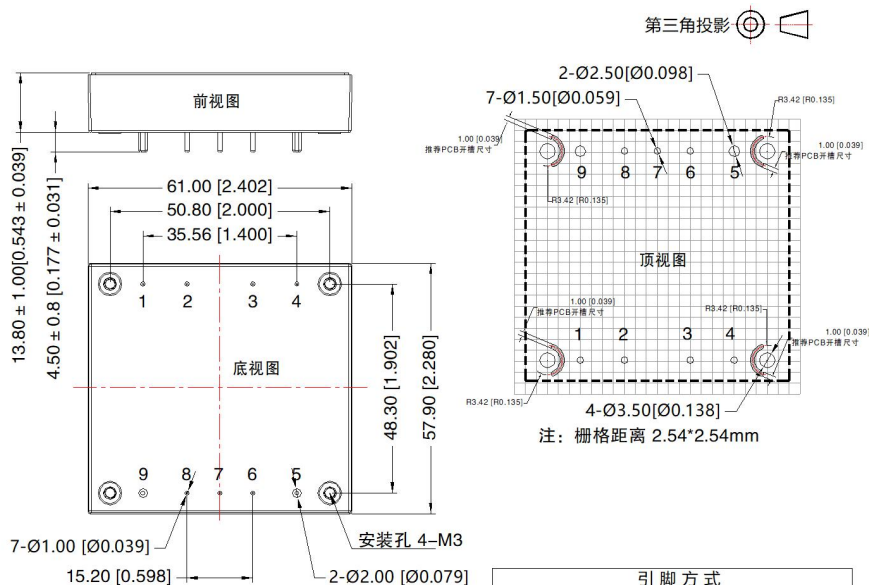 第三角投影
前视图
13.80 ± 1.00[0.543 ± 0.039]
4.50 ± 0.8 [0.177 ± 0.031]
61.00 [2.402]
50.80 [2.000]
35.56 [1.400]
1 2 3 4
底视图
48.30 [1.902]
57.90 [2.280]
9 8 7 6 5
7-Ø1.00 [Ø0.039]
安装孔 4-M3
15.20 [0.598]
2-Ø2.00 [Ø0.079]
2-Ø2.50[Ø0.098]
7-Ø1.50[Ø0.059]
R3.42 [R0.135]
1.00 [0.039]
推荐PCB开槽尺寸
1.00 [0.039]
推荐PCB开槽尺寸
9 8 7 6 5
R3.42 [R0.135]
顶视图
1.00 [0.039]
推荐PCB开槽尺寸
R3.42 [R0.135]
1 2 3 4
1.00 [0.039]
推荐PCB开槽尺寸
R3.42 [R0.135]
4-Ø3.50[Ø0.138]
注：栅格距离 2.54*2.54mm
引脚方式